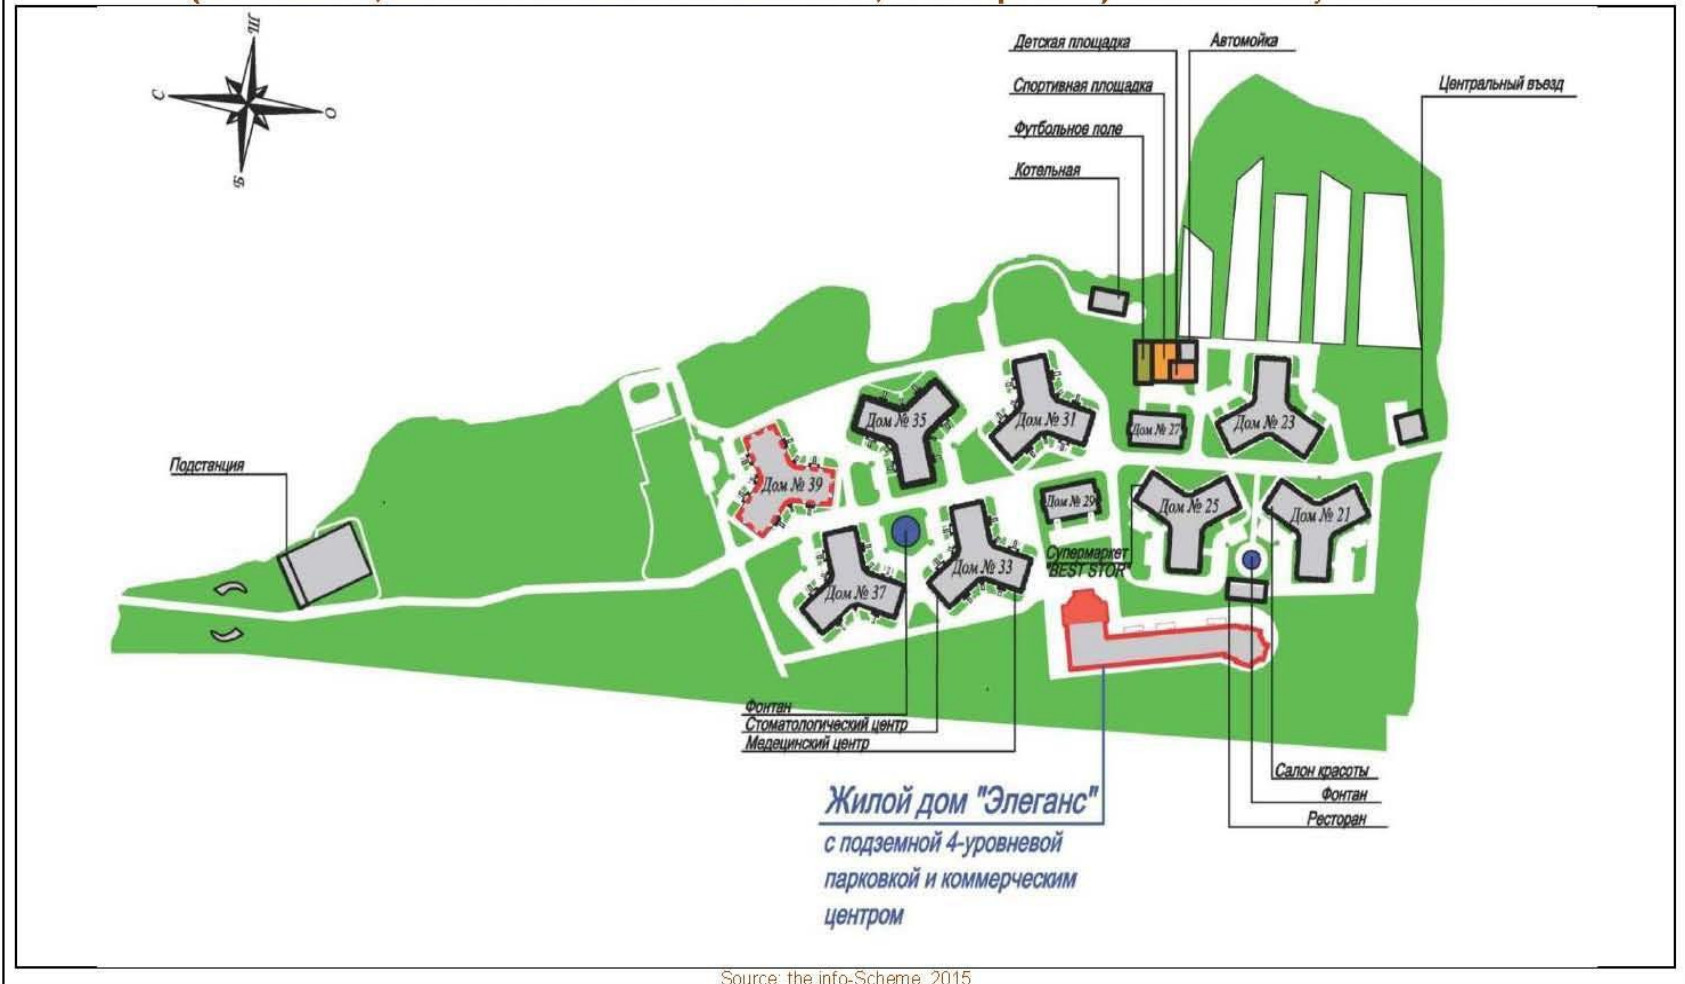 Ш
С
О
Б
Детская площадка
Автомойка
Центральный въезд
Спортивная площадка
Футбольное поле
Котельная
Подстанция
Дом № 35
Дом № 31
Дом № 27
Дом № 23
Дом № 39
Дом № 29
Дом № 25
Дом № 21
Супермаркет
"BEST STOR"
Дом № 37
Дом № 33
Фонтан
Стоматологический центр
Медецинский центр
Салон красоты
Фонтан
Ресторан
Жилой дом "Элеганс"
с подземной 4-уровневой
парковкой и коммерческим
центром
Source: the info-Scheme, 2015